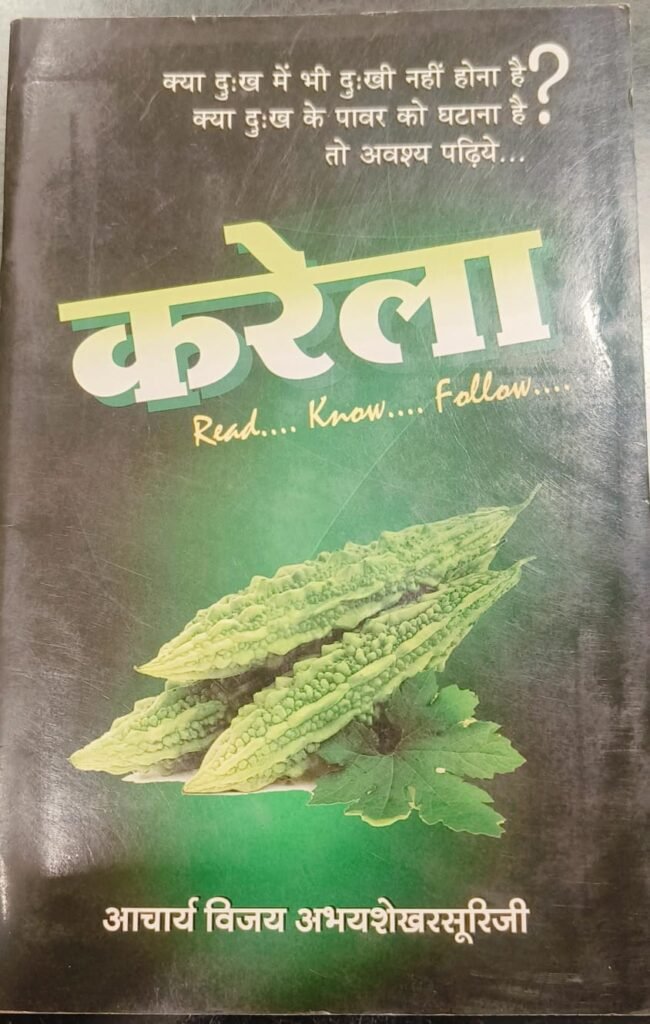 क्या दुःख में भी दुःखी नहीं होना है ?
क्या दुःख के पावर को घटाना है
तो अवश्य पढ़िये...
करेला
Read.... Know.... Follow....
आचार्य विजय अभयशेखरसूरिजी